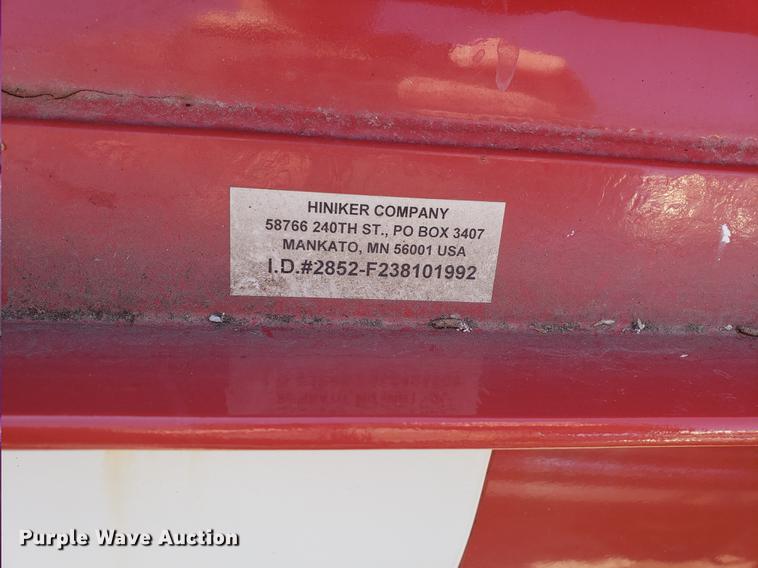 HINIKER COMPANY
58766 240TH ST., PO BOX 3407
MANKATO, MN 56001 USA
I.D.#2852-F238101992
Purple Wave Auction